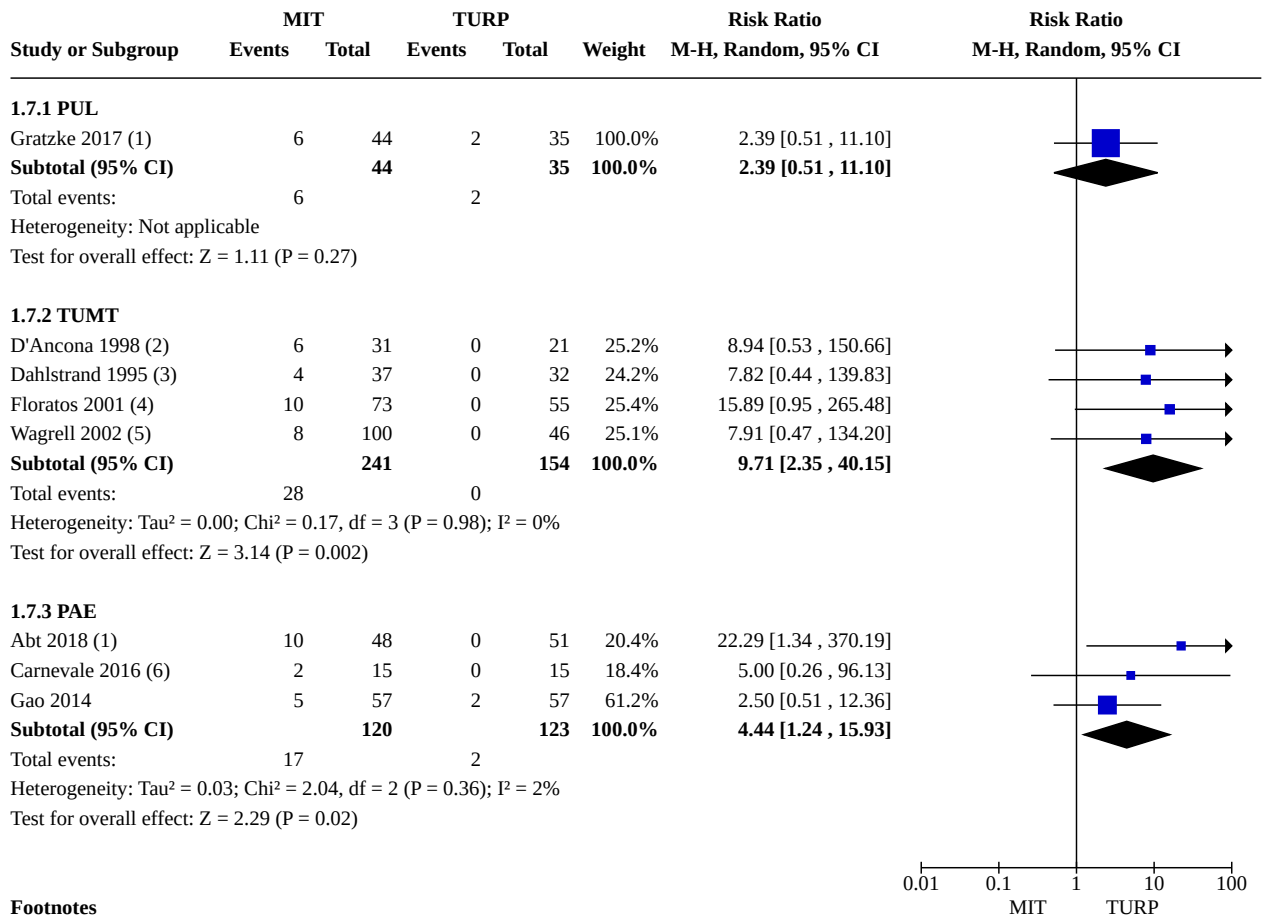 MIT TURP Risk Ratio Risk Ratio
Study or Subgroup Events Total Events Total Weight M-H, Random, 95% CI M-H, Random, 95% CI
1.7.1 PUL
Gratzke 2017 (1) 6 44 2 35 100.0% 2.39 [0.51 , 11.10]
Subtotal (95% CI) 44 35 100.0% 2.39 [0.51 , 11.10]
Total events: 6 2
Heterogeneity: Not applicable
Test for overall effect: Z = 1.11 (P = 0.27)
1.7.2 TUMT
D'Ancona 1998 (2) 6 31 0 21 25.2% 8.94 [0.53 , 150.66]
Dahlstrand 1995 (3) 4 37 0 32 24.2% 7.82 [0.44 , 139.83]
Floratos 2001 (4) 10 73 0 55 25.4% 15.89 [0.95 , 265.48]
Wagrell 2002 (5) 8 100 0 46 25.1% 7.91 [0.47 , 134.20]
Subtotal (95% CI) 241 154 100.0% 9.71 [2.35 , 40.15]
Total events: 28 0
Heterogeneity: Tau² = 0.00; Chi² = 0.17, df = 3 (P = 0.98); I² = 0%
Test for overall effect: Z = 3.14 (P = 0.002)
1.7.3 PAE
Abt 2018 (1) 10 48 0 51 20.4% 22.29 [1.34 , 370.19]
Carnevale 2016 (6) 2 15 0 15 18.4% 5.00 [0.26 , 96.13]
Gao 2014 5 57 2 57 61.2% 2.50 [0.51 , 12.36]
Subtotal (95% CI) 120 123 100.0% 4.44 [1.24 , 15.93]
Total events: 17 2
Heterogeneity: Tau² = 0.03; Chi² = 2.04, df = 2 (P = 0.36); I² = 2%
Test for overall effect: Z = 2.29 (P = 0.02)
0.01 0.1 1 10 100
Footnotes MIT TURP